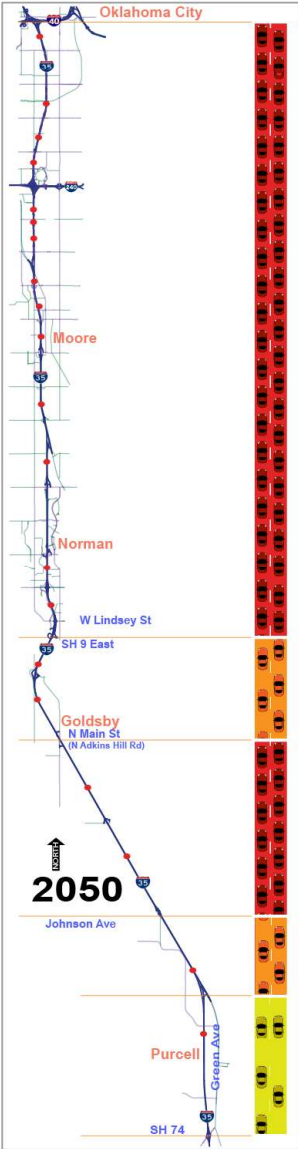 Oklahoma City
40
35
240
Moore
35
Norman
W Lindsey St
SH 9 East
35
Goldsby
N Main St
(N Adkins Hill Rd)
NORTH
2050
35
Johnson Ave
Purcell
Green Ave
35
SH 74